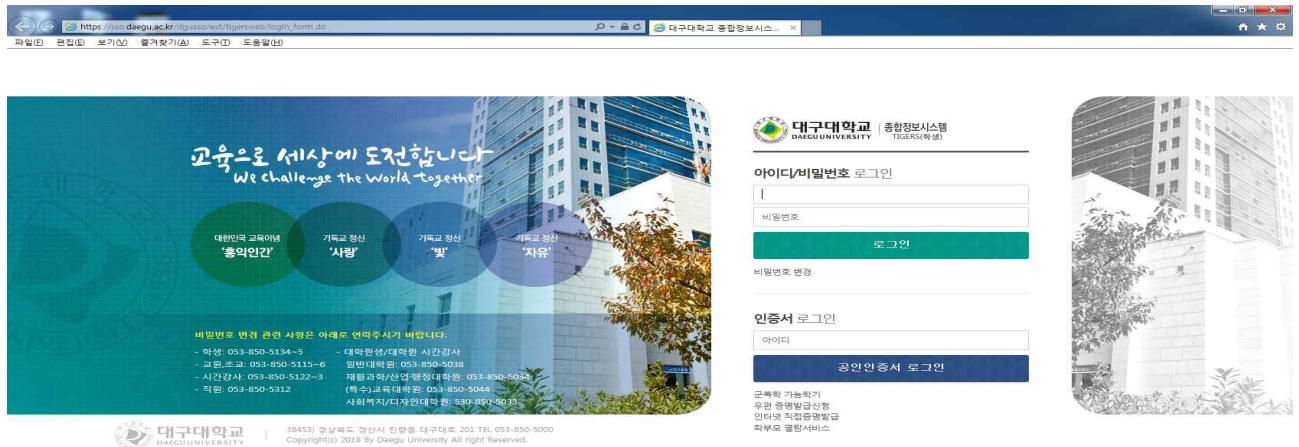 https://sso.daegu.ac.kr/dgusso/ext/tigersweb/login_form.do
대구대학교 종합정보시스...
파일(F) 편집(E) 보기(V) 즐겨찾기(A) 도구(T) 도움말(H)
교육으로 세상에 도전합니다
We challenge the World together
대한민국 교육이념
'홍익인간'
기독교 정신
'사랑'
기독교 정신
'빛'
기독교 정신
'자유'
비밀번호 변경 관련 사항은 아래로 연락주시기 바랍니다.
- 학생: 053-850-5134~5
- 교원,조교: 053-850-5115~6
- 시간강사: 053-850-5122~3
- 직원: 053-850-5312
- 대학원생/대학원 시간강사
일반대학원: 053-850-5038
재활과학/산업·행정대학원: 053-850-5034
(특수)교육대학원: 053-850-5044
사회복지/디자인대학원: 530-850-5033
대구대학교
DAEGU UNIVERSITY
38453) 경상북도 경산시 진량읍 대구대로 201 TEL 053-850-5000
Copyright(c) 2018 By Daegu University All right Reserved.
대구대학교
DAEGU UNIVERSITY
종합정보시스템
TIGERS(학생)
아이디/비밀번호 로그인
비밀번호
로그인
비밀번호 변경
인증서 로그인
아이디
공인인증서 로그인
군복학 가능학기
우편 증명발급신청
인터넷 직접증명발급
학부모 열람서비스